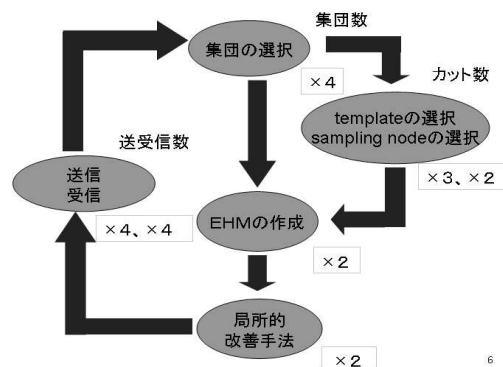 集団の選択
集団数
×4
カット数
templateの選択
sampling nodeの選択
×3、×2
送受信数
送信
受信
×4、×4
EHMの作成
×2
局所的
改善手法
×2
6